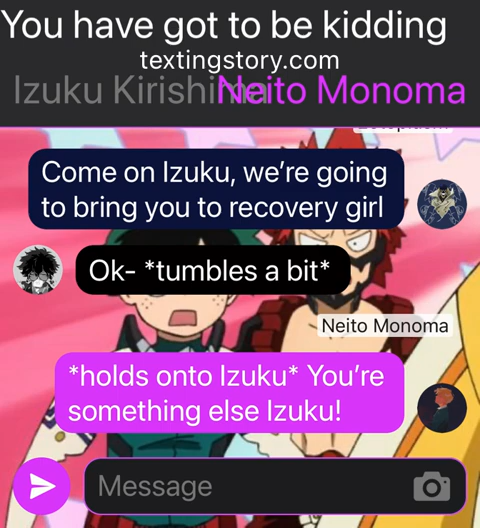 You have got to be kidding
textingstory.com
Izuku Kirishima
Neito Monoma
Come on Izuku, we're going
to bring you to recovery girl
Ok- *tumbles a bit*
Neito Monoma
*holds onto Izuku* You're
something else Izuku!
Message